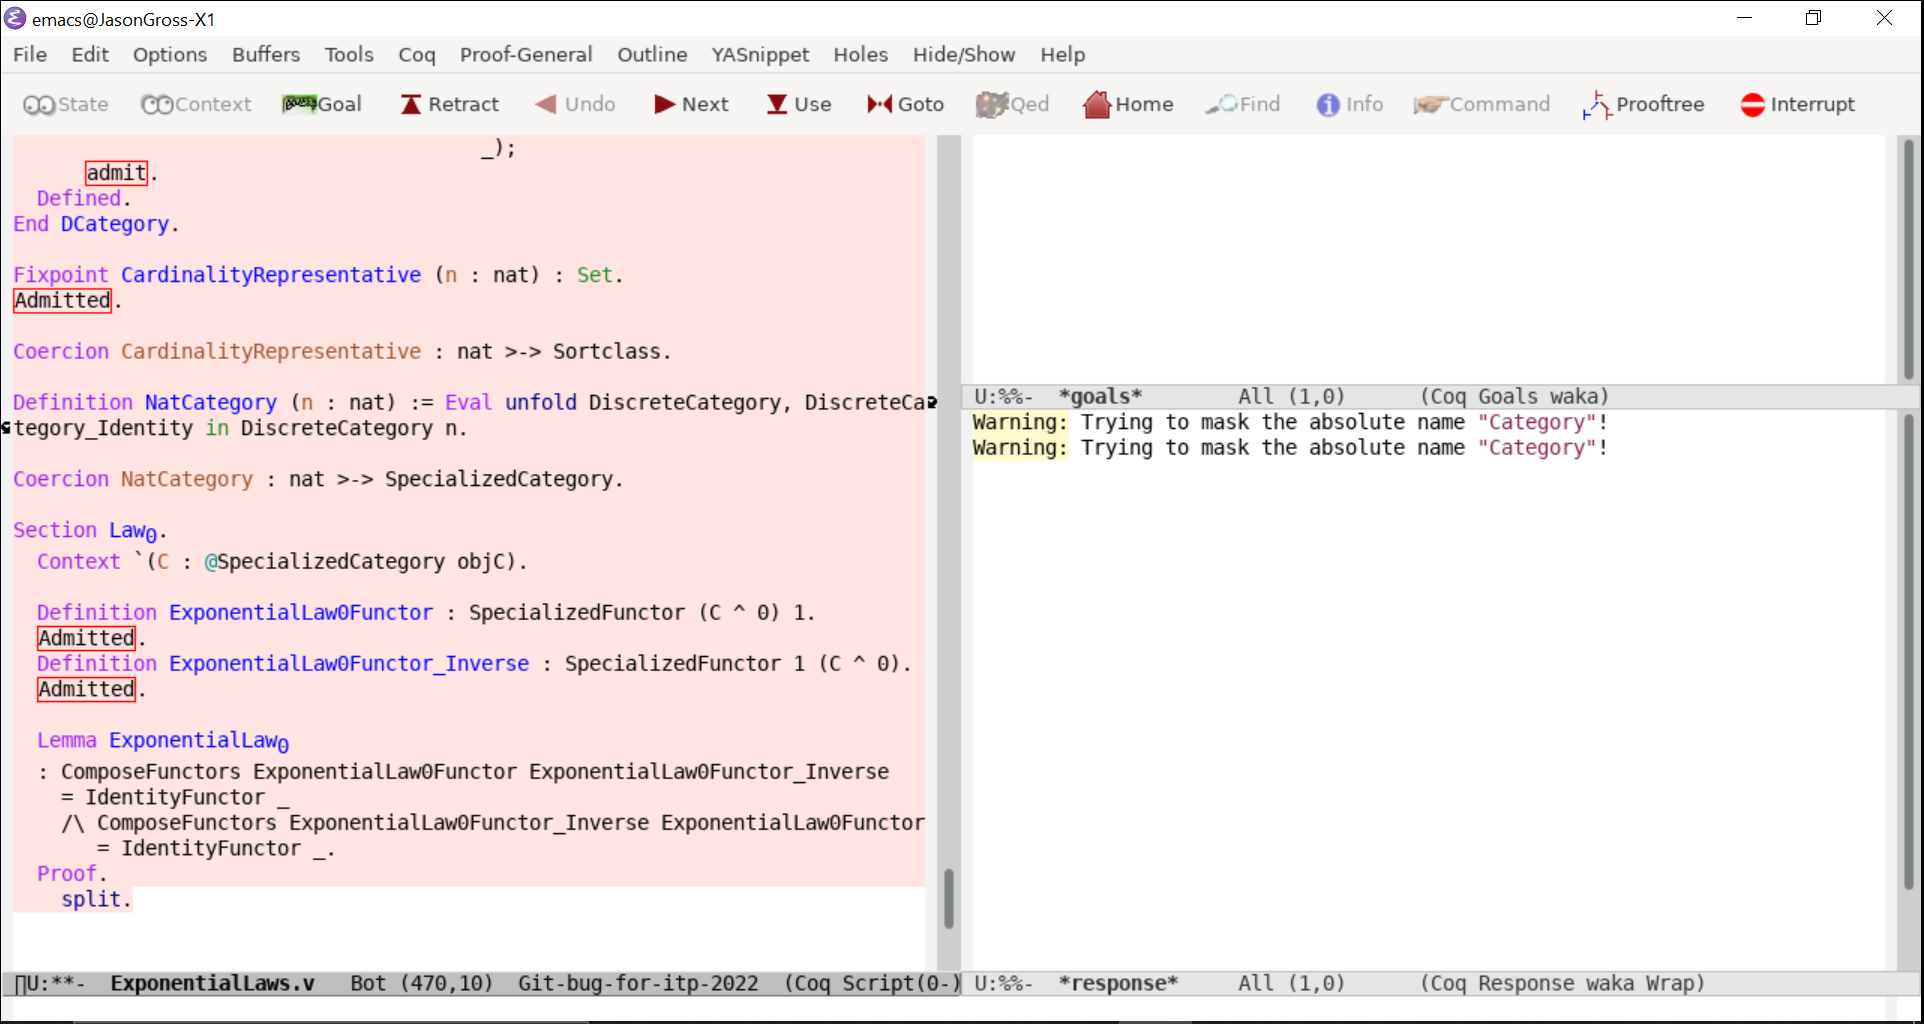 emacs@JasonGross-X1
File Edit Options Buffers Tools Coq Proof-General Outline YASnippet Holes Hide/Show Help
State Context Goal Retract Undo Next Use Goto Qed Home Find Info Command Prooftree Interrupt
_);
admit.
Defined.
End DCategory.
Fixpoint CardinalityRepresentative (n : nat) : Set.
Admitted.
Coercion CardinalityRepresentative : nat >-> Sortclass.
Definition NatCategory (n : nat) := Eval unfold DiscreteCategory, DiscreteCa
tegory_Identity in DiscreteCategory n.
Coercion NatCategory : nat >-> SpecializedCategory.
Section Law₀.
Context `(C : @SpecializedCategory objC).
Definition ExponentialLaw0Functor : SpecializedFunctor (C ^ 0) 1.
Admitted.
Definition ExponentialLaw0Functor_Inverse : SpecializedFunctor 1 (C ^ 0).
Admitted.
Lemma ExponentialLaw₀
: ComposeFunctors ExponentialLaw0Functor ExponentialLaw0Functor_Inverse
= IdentityFunctor _
/\ ComposeFunctors ExponentialLaw0Functor_Inverse ExponentialLaw0Functor
= IdentityFunctor _.
Proof.
split.
U:**- ExponentialLaws.v Bot (470,10) Git-bug-for-itp-2022 (Coq Script(0-)
U:%%- *goals* All (1,0) (Coq Goals waka)
Warning: Trying to mask the absolute name "Category"!
Warning: Trying to mask the absolute name "Category"!
U:%%- *response* All (1,0) (Coq Response waka Wrap)